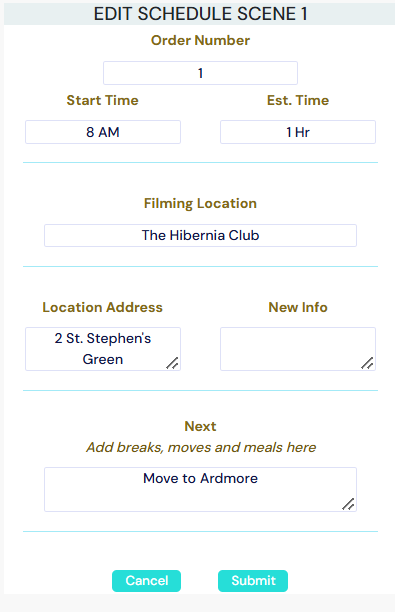 EDIT SCHEDULE SCENE 1
Order Number
1
Start Time
Est. Time
8 AM
1 Hr
Filming Location
The Hibernia Club
Location Address
New Info
2 St. Stephen's
Green
Next
Add breaks, moves and meals here
Move to Ardmore
Cancel
Submit